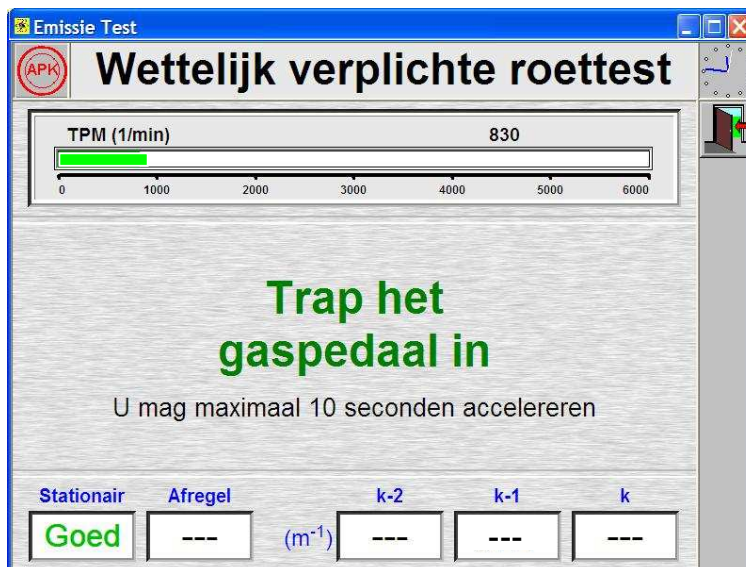 Emissie Test
APK
Wettelijk verplichte roettest
TPM (1/min) 830
0 1000 2000 3000 4000 5000 6000
Trap het
gaspedaal in
U mag maximaal 10 seconden accelereren
Stationair Afregel k-2 k-1 k
Goed --- (m⁻¹) --- --- ---